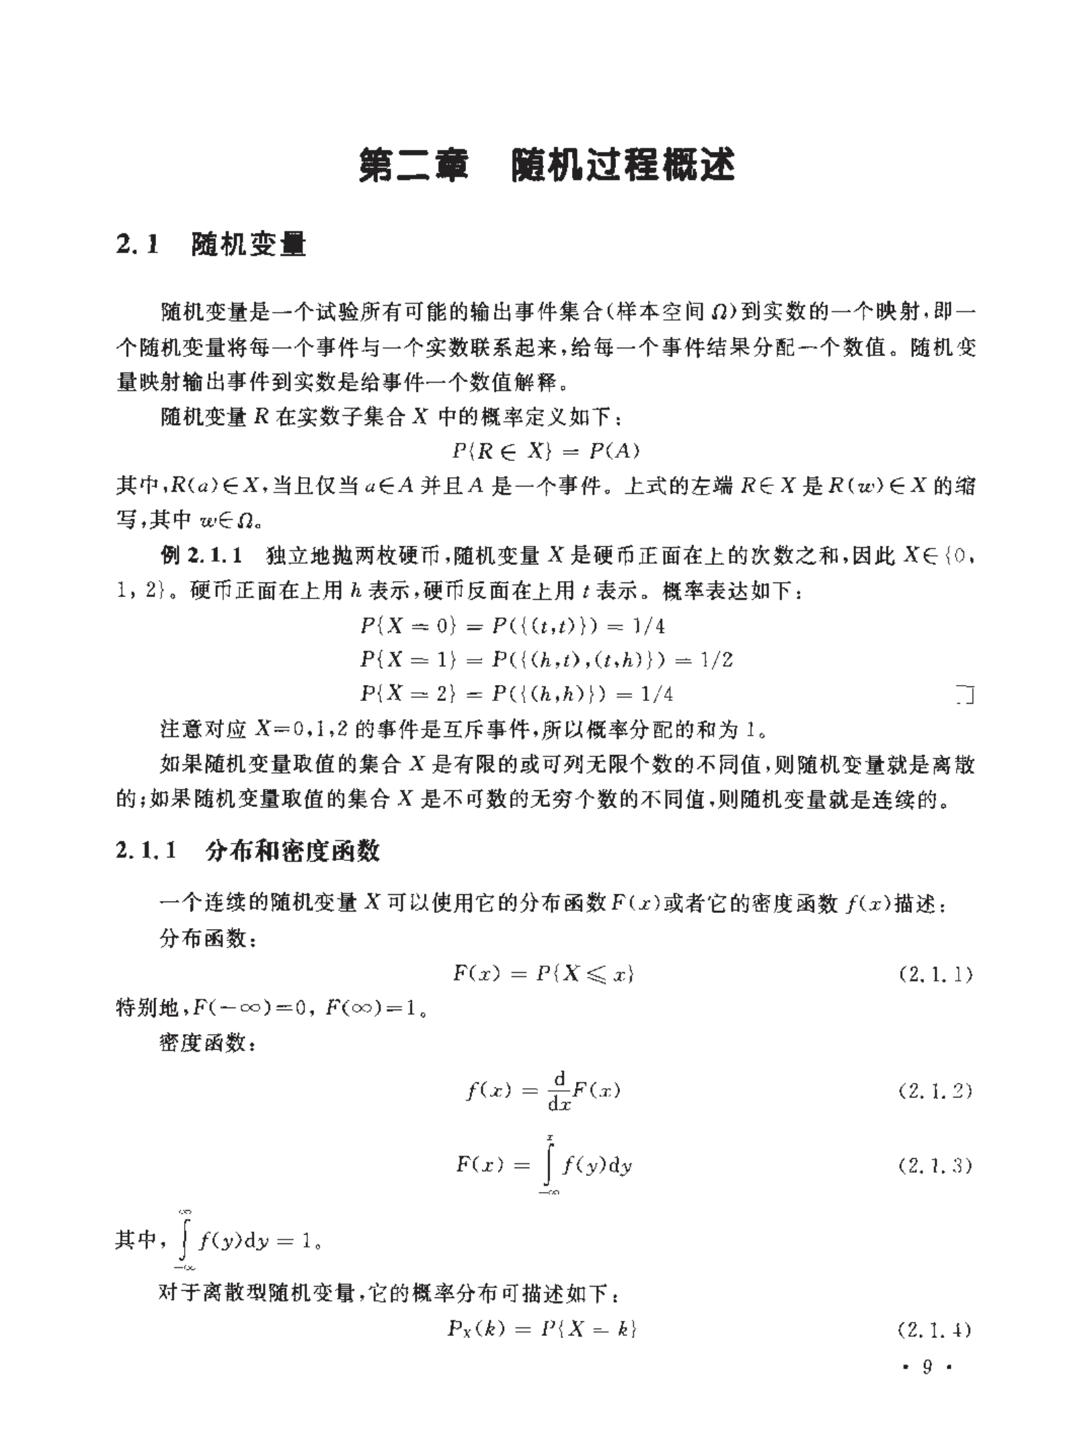 第二章 随机过程概述
2.1 随机变量
随机变量是一个试验所有可能的输出事件集合(样本空间 Ω)到实数的一个映射,即一
个随机变量将每一个事件与一个实数联系起来,给每一个事件结果分配一个数值。随机变
量映射输出事件到实数是给事件一个数值解释。
随机变量 R 在实数子集合 X 中的概率定义如下:
P{R∈X} = P(A)
其中,R(a)∈X,当且仅当 a∈A 并且 A 是一个事件。上式的左端 R∈X 是 R(w)∈X 的缩
写,其中 w∈Ω。
例 2.1.1 独立地抛两枚硬币,随机变量 X 是硬币正面在上的次数之和,因此 X∈{0,
1, 2}。硬币正面在上用 h 表示,硬币反面在上用 t 表示。概率表达如下:
P{X = 0} = P({(t,t)}) = 1/4
P{X = 1} = P({(h,t),(t,h)}) = 1/2
P{X = 2} = P({(h,h)}) = 1/4 □
注意对应 X=0,1,2 的事件是互斥事件,所以概率分配的和为 1。
如果随机变量取值的集合 X 是有限的或可列无限个数的不同值,则随机变量就是离散
的;如果随机变量取值的集合 X 是不可数的无穷个数的不同值,则随机变量就是连续的。
2.1.1 分布和密度函数
一个连续的随机变量 X 可以使用它的分布函数 F(x)或者它的密度函数 f(x)描述:
分布函数:
F(x) = P{X ≤ x} (2.1.1)
特别地,F(−∞)=0, F(∞)=1。
密度函数:
f(x) = d/dx F(x) (2.1.2)
F(x) = ∫_{−∞}^{x} f(y)dy (2.1.3)
其中, ∫_{−∞}^{∞} f(y)dy = 1。
对于离散型随机变量,它的概率分布可描述如下:
P_X(k) = P{X = k} (2.1.4)
· 9 ·